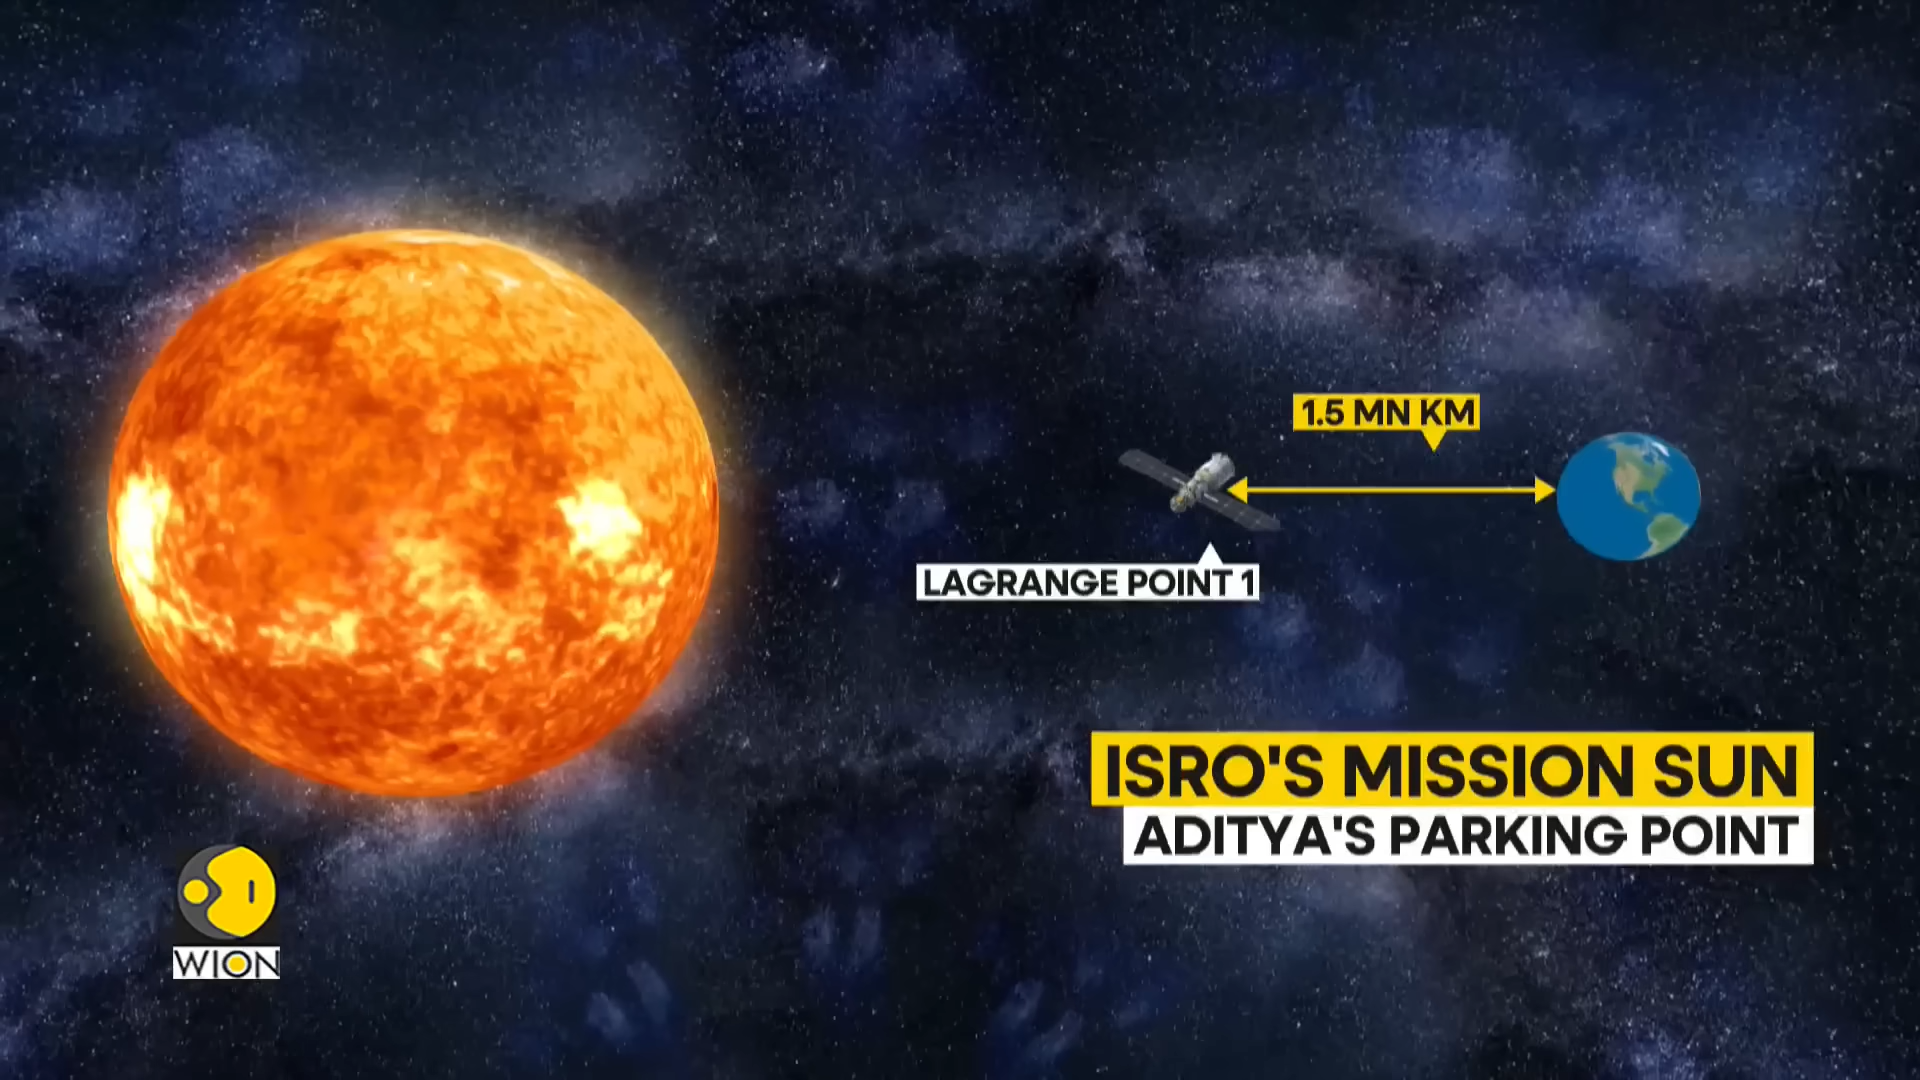 1.5 MN KM
LAGRANGE POINT 1
ISRO'S MISSION SUN
ADITYA'S PARKING POINT
WION